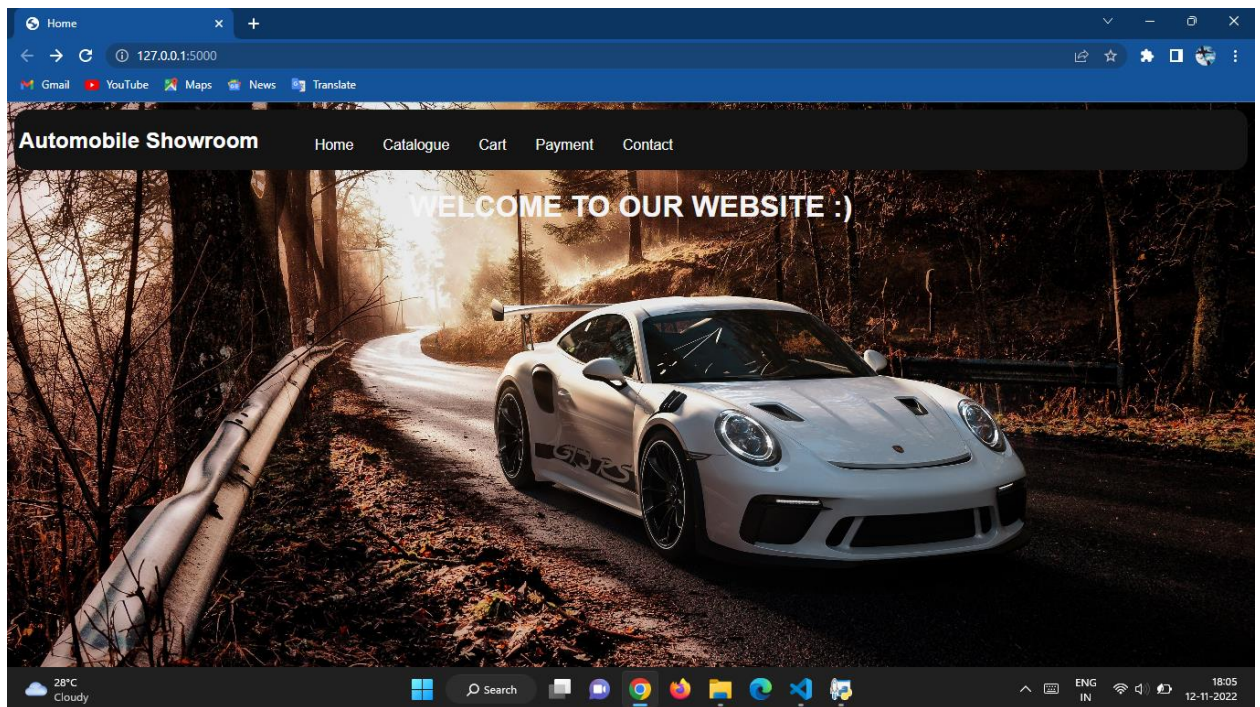 Home
127.0.0.1:5000
Gmail YouTube Maps News Translate
Automobile Showroom Home Catalogue Cart Payment Contact
WELCOME TO OUR WEBSITE :)
GT3 RS
28°C
Cloudy
Search
ENG
IN
18:05
12-11-2022